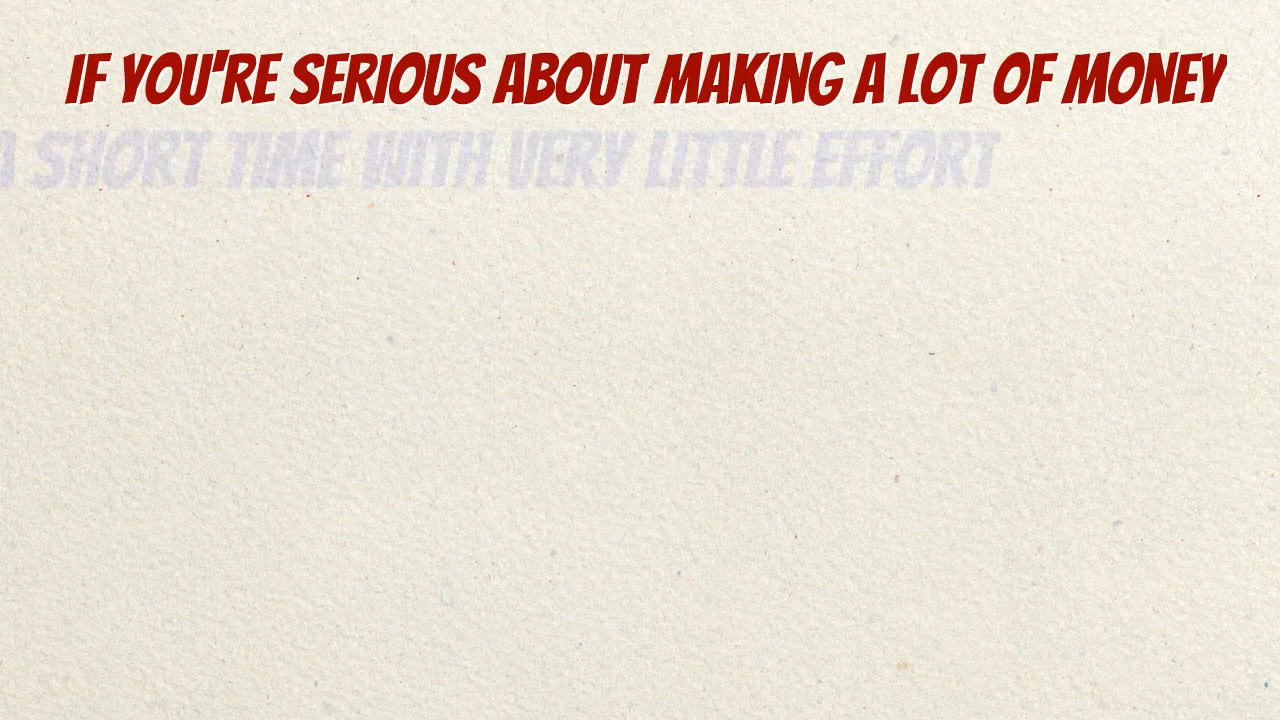 IF YOU'RE SERIOUS ABOUT MAKING A LOT OF MONEY
A SHORT TIME WITH VERY LITTLE EFFORT